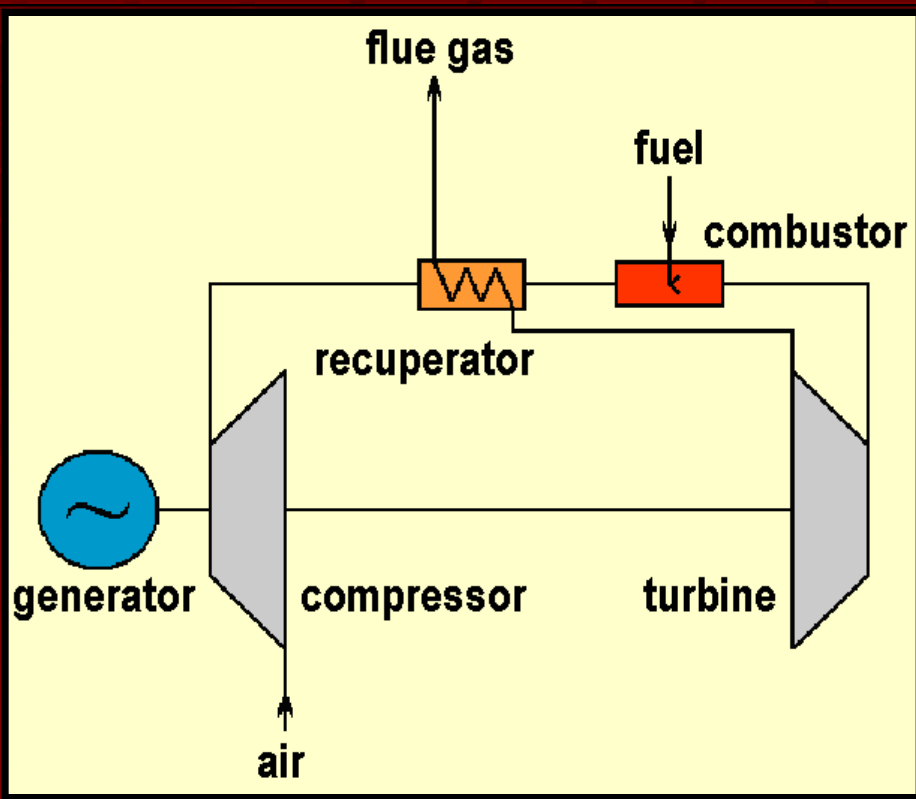 flue gas
fuel
combustor
recuperator
generator
compressor
turbine
air